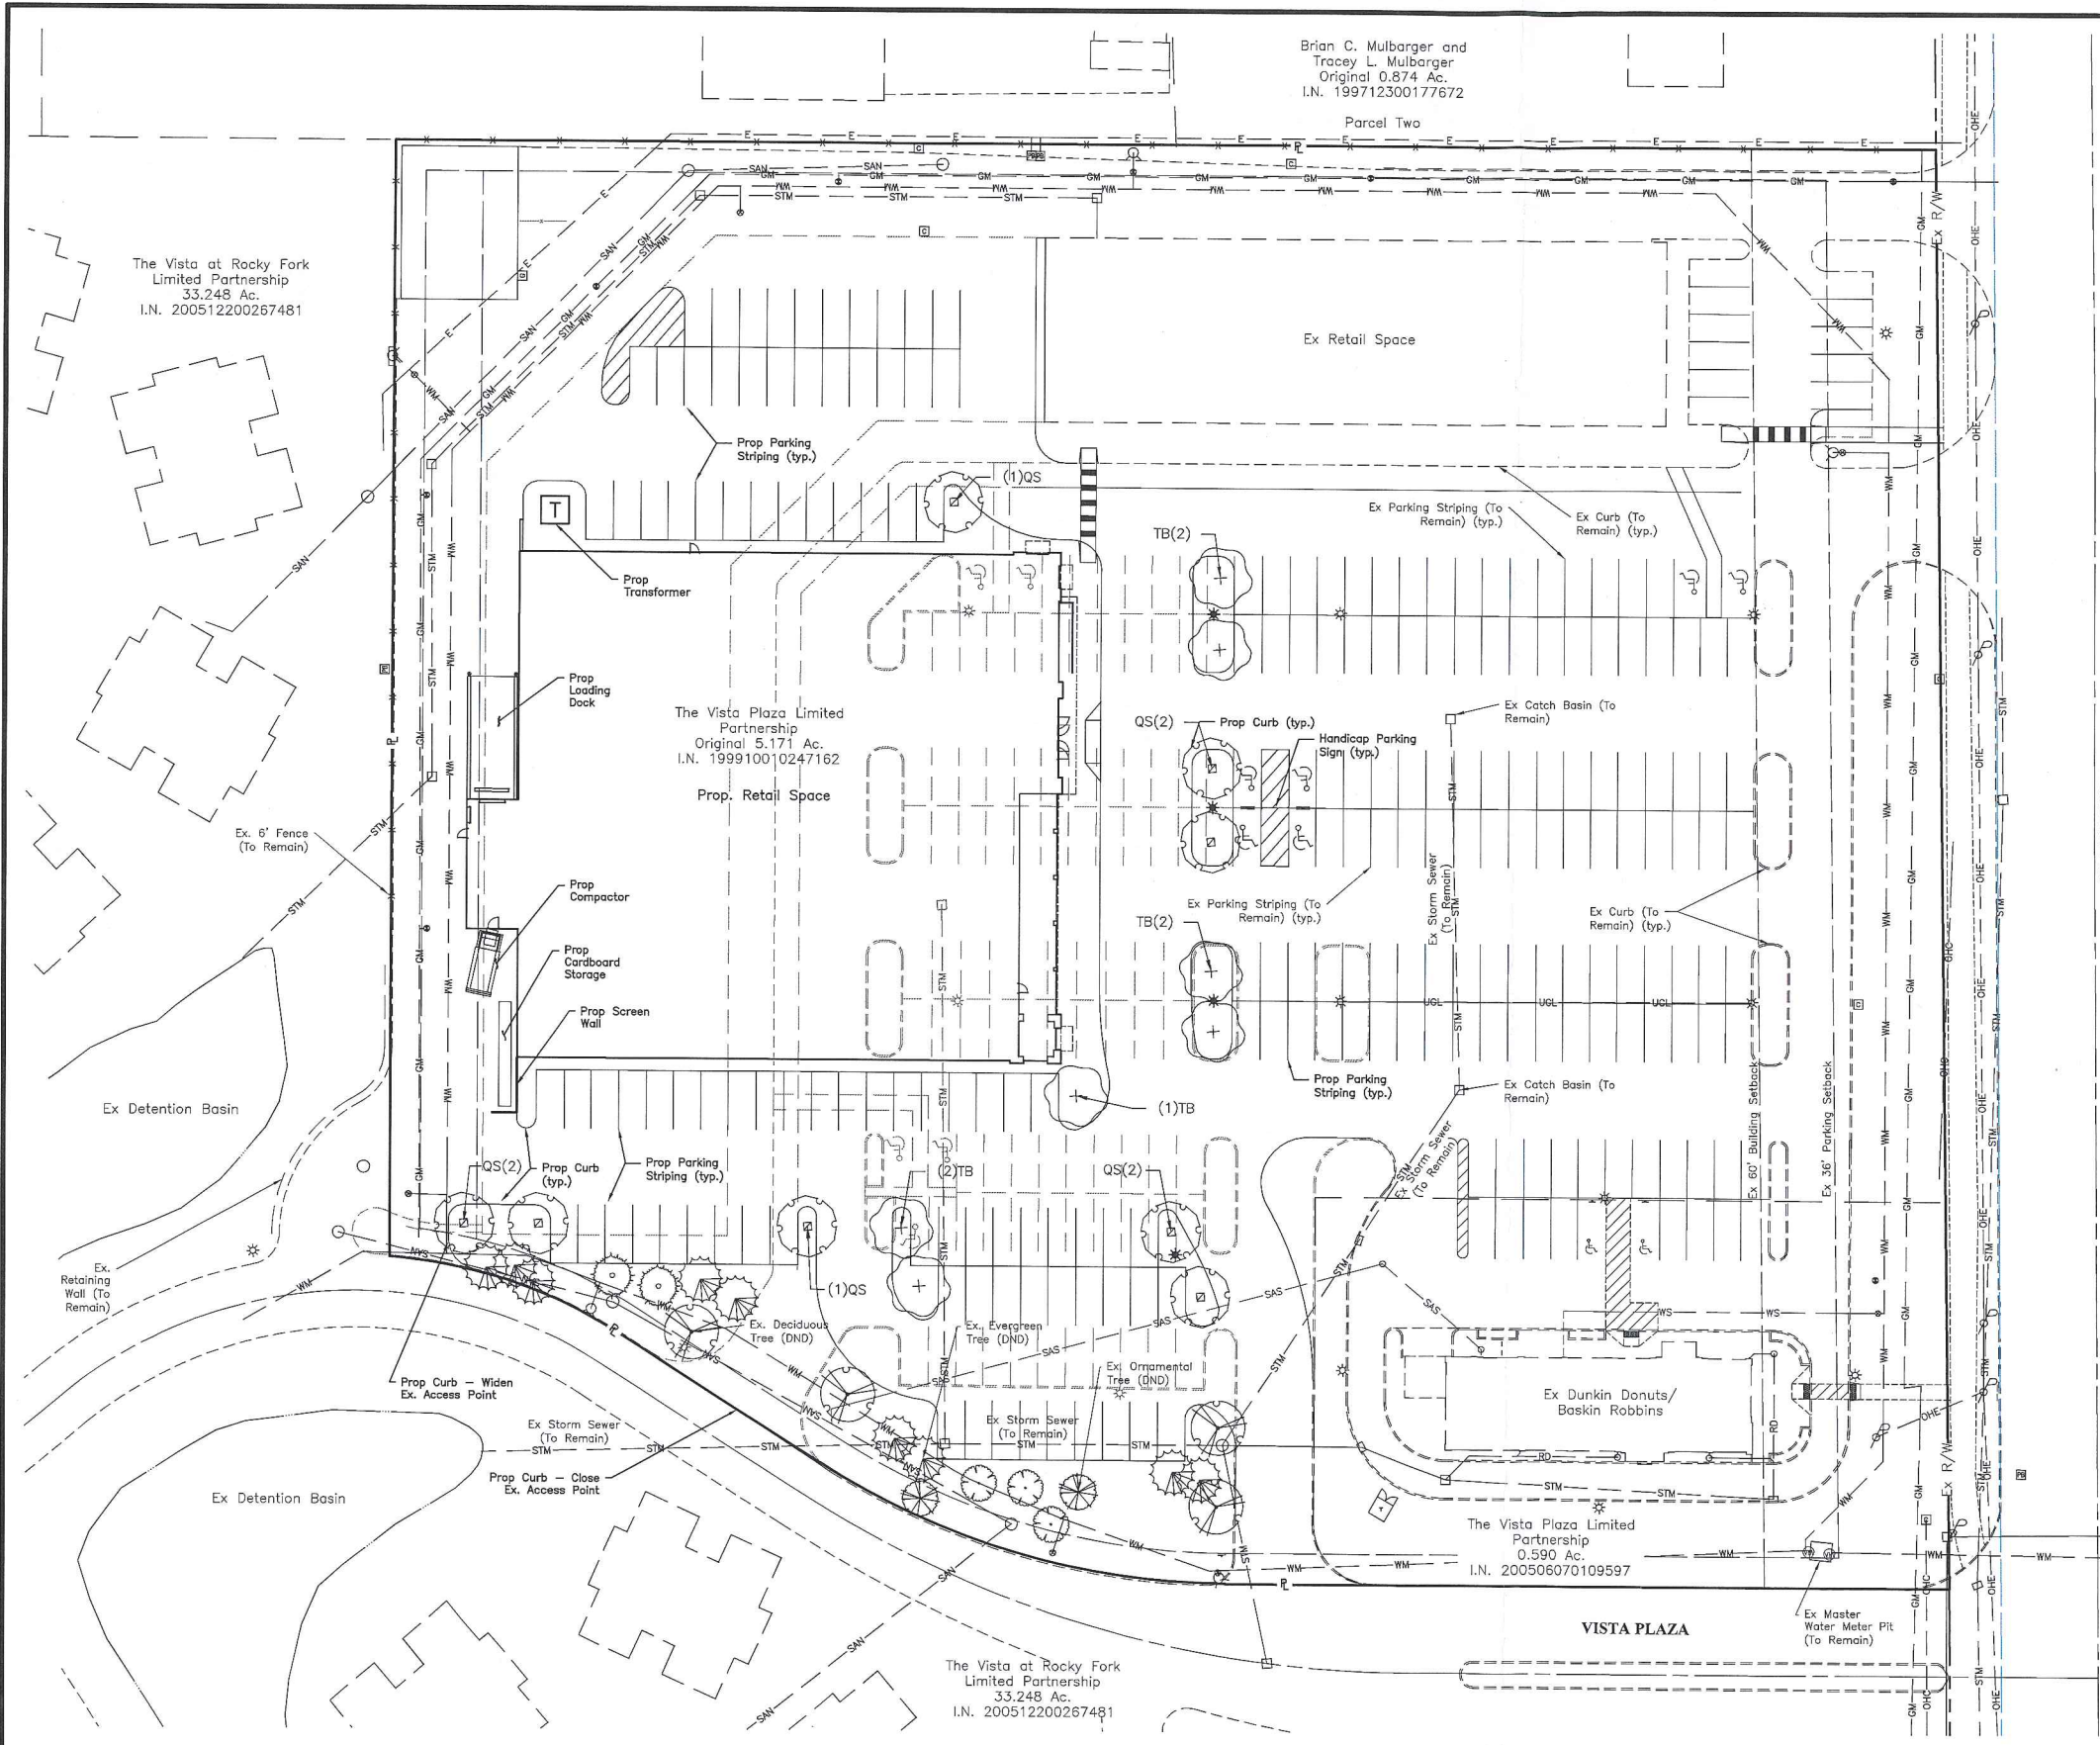 Brian C. Mulbarger and
Tracey L. Mulbarger
Original 0.874 Ac.
I.N. 199712300177672
Parcel Two
The Vista at Rocky Fork
Limited Partnership
33.248 Ac.
I.N. 200512200267481
Ex R/W
Ex Retail Space
Prop Parking
Striping (typ.)
(1)QS
T
Prop
Transformer
TB(2)
Ex Parking Striping (To
Remain) (typ.)
Ex Curb (To
Remain) (typ.)
Prop
Loading
Dock
The Vista Plaza Limited
Partnership
Original 5.171 Ac.
I.N. 199910010247162
Prop. Retail Space
QS(2)
Prop Curb (typ.)
Handicap Parking
Sign (typ.)
Ex Catch Basin (To
Remain)
Ex. 6' Fence
(To Remain)
Prop
Compactor
Prop
Cardboard
Storage
Prop Screen
Wall
Ex Parking Striping (To
Remain) (typ.)
TB(2)
Ex Storm Sewer
(To Remain)
Ex Curb (To
Remain) (typ.)
UGL UGL UGL
Prop Parking
Striping (typ.)
Ex Catch Basin (To
Remain)
Ex 60' Building Setback
Ex 36' Parking Setback
Ex Detention Basin
(1)TB
QS(2)
Prop Curb
(typ.)
Prop Parking
Striping (typ.)
(2)TB
QS(2)
Ex Storm Sewer
(To Remain)
Ex.
Retaining
Wall (To
Remain)
(1)QS
Ex. Deciduous
Tree (DND)
Ex. Evergreen
Tree (DND)
Ex. Ornamental
Tree (DND)
Prop Curb – Widen
Ex. Access Point
Ex Storm Sewer
(To Remain)
Ex Storm Sewer
(To Remain)
Ex Dunkin Donuts/
Baskin Robbins
Prop Curb – Close
Ex. Access Point
Ex Detention Basin
Ex R/W
The Vista Plaza Limited
Partnership
0.590 Ac.
I.N. 200506070109597
VISTA PLAZA
Ex Master
Water Meter Pit
(To Remain)
The Vista at Rocky Fork
Limited Partnership
33.248 Ac.
I.N. 200512200267481